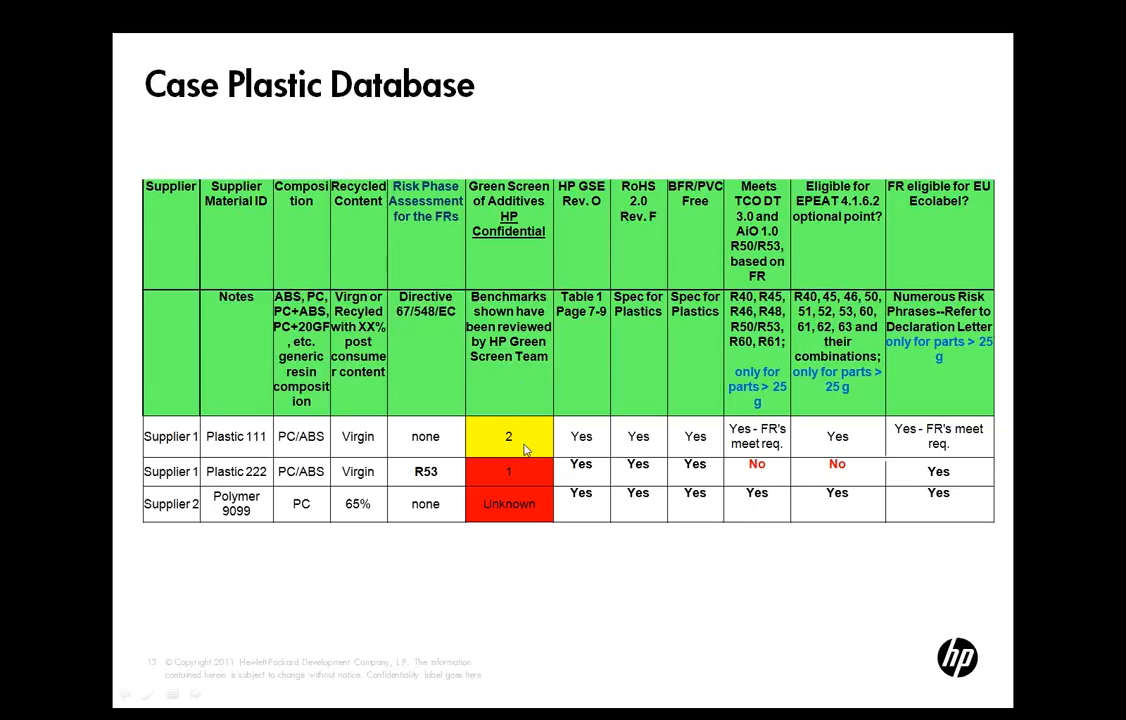 Case Plastic Database
Supplier
Supplier
Material ID
Composi
tion
Recycled
Content
Risk Phase
Assessment
for the FRs
Green Screen
of Additives
HP
Confidential
HP GSE
Rev. O
RoHS
2.0
Rev. F
BFR/PVC
Free
Meets
TCO DT
3.0 and
AiO 1.0
R50/R53,
based on
FR
Eligible for
EPEAT 4.1.6.2
optional point?
FR eligible for EU
Ecolabel?
Notes
ABS, PC,
PC+ABS,
PC+20GF
, etc.
generic
resin
composit
ion
Virgn or
Recyled
with XX%
post
consume
r content
Directive
67/548/EC
Benchmarks
shown have
been reviewed
by HP Green
Screen Team
Table 1
Page 7-9
Spec for
Plastics
Spec for
Plastics
R40, R45,
R46, R48,
R50/R53,
R60, R61;
only for
parts > 25
g
R40, 45, 46, 50,
51, 52, 53, 60,
61, 62, 63 and
their
combinations;
only for parts >
25 g
Numerous Risk
Phrases--Refer to
Declaration Letter
only for parts > 25
g
Supplier 1 Plastic 111 PC/ABS Virgin none 2 Yes Yes Yes Yes - FR's meet req. Yes Yes - FR's meet req.
Supplier 1 Plastic 222 PC/ABS Virgin R53 1 Yes Yes Yes No No Yes
Supplier 2 Polymer 9099 PC 65% none Unknown Yes Yes Yes Yes Yes Yes
13 © Copyright 2011 Hewlett-Packard Development Company, L.P. The information
contained herein is subject to change without notice. Confidentiality label goes here
hp